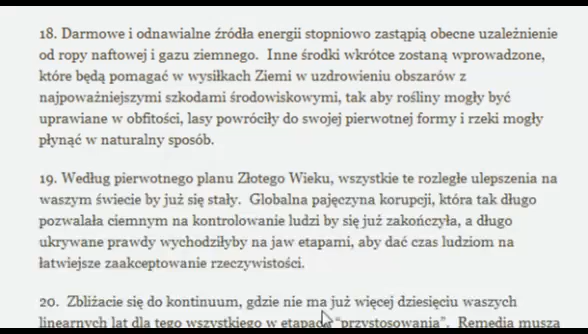 18. Darmowe i odnawialne źródła energii stopniowo zastąpią obecne uzależnienie
od ropy naftowej i gazu ziemnego.  Inne środki wkrótce zostaną wprowadzone,
które będą pomagać w wysiłkach Ziemi w uzdrowieniu obszarów z
najpoważniejszymi szkodami środowiskowymi, tak aby rośliny mogły być
uprawiane w obfitości, lasy powróciły do swojej pierwotnej formy i rzeki mogły
płynąć w naturalny sposób.
19. Według pierwotnego planu Złotego Wieku, wszystkie te rozległe ulepszenia na
waszym świecie by już się stały.  Globalna pajęczyna korupcji, która tak długo
pozwalała ciemnym na kontrolowanie ludzi by się już zakończyła, a długo
ukrywane prawdy wychodziłyby na jaw etapami, aby dać czas ludziom na
łatwiejsze zaakceptowanie rzeczywistości.
20.  Zbliżacie się do kontinuum, gdzie nie ma już więcej dziesięciu waszych
linearnych lat dla tego wszystkiego w etapach “przystosowania”.  Remedia muszą